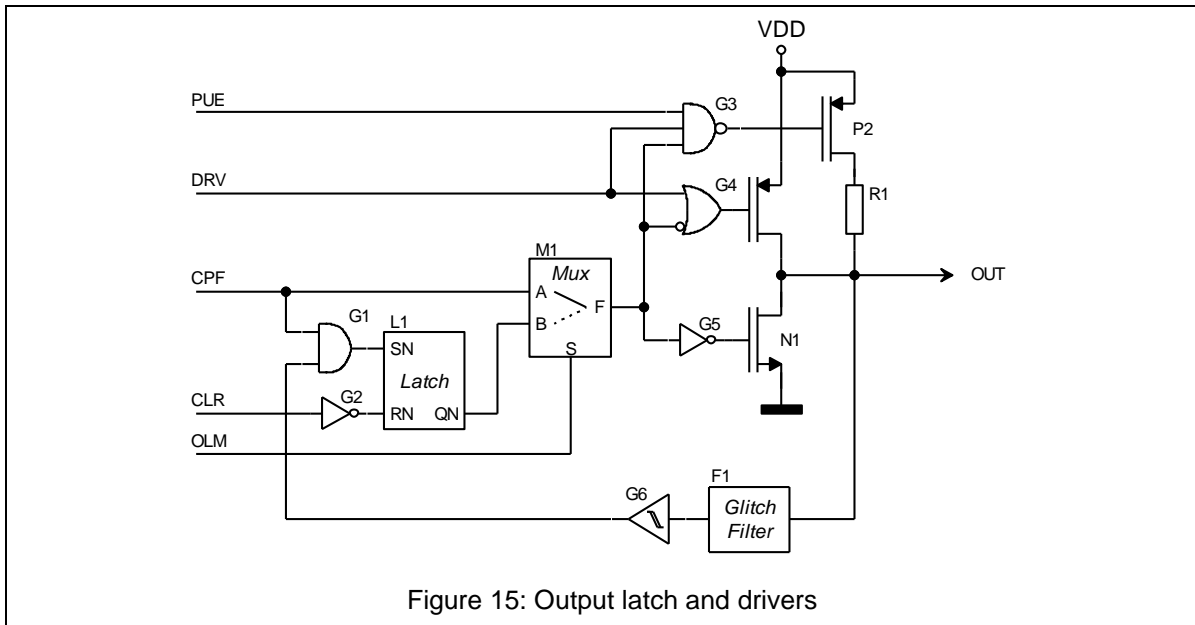 VDD
PUE
G3
P2
DRV
G4
R1
M1
Mux
CPF
A
F
OUT
G1
L1
B
G5
SN
S
N1
Latch
CLR
G2
RN
QN
OLM
F1
G6
Glitch
Filter
Figure 15: Output latch and drivers